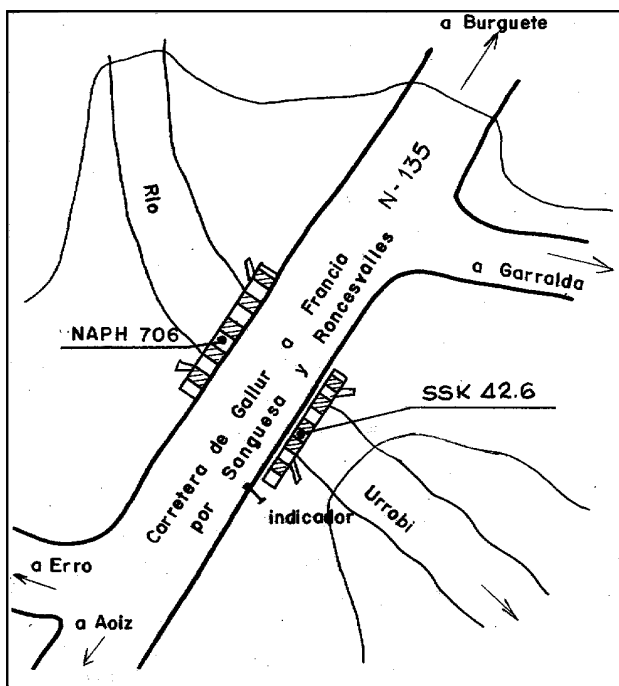 a Burguete
Río
N-135
a Garralda
Carretera de Gallur a Francia
por Sanguesa y Roncesvalles
NAPH 706
SSK 42.6
indicador
Urrobi
a Erro
a Aoiz